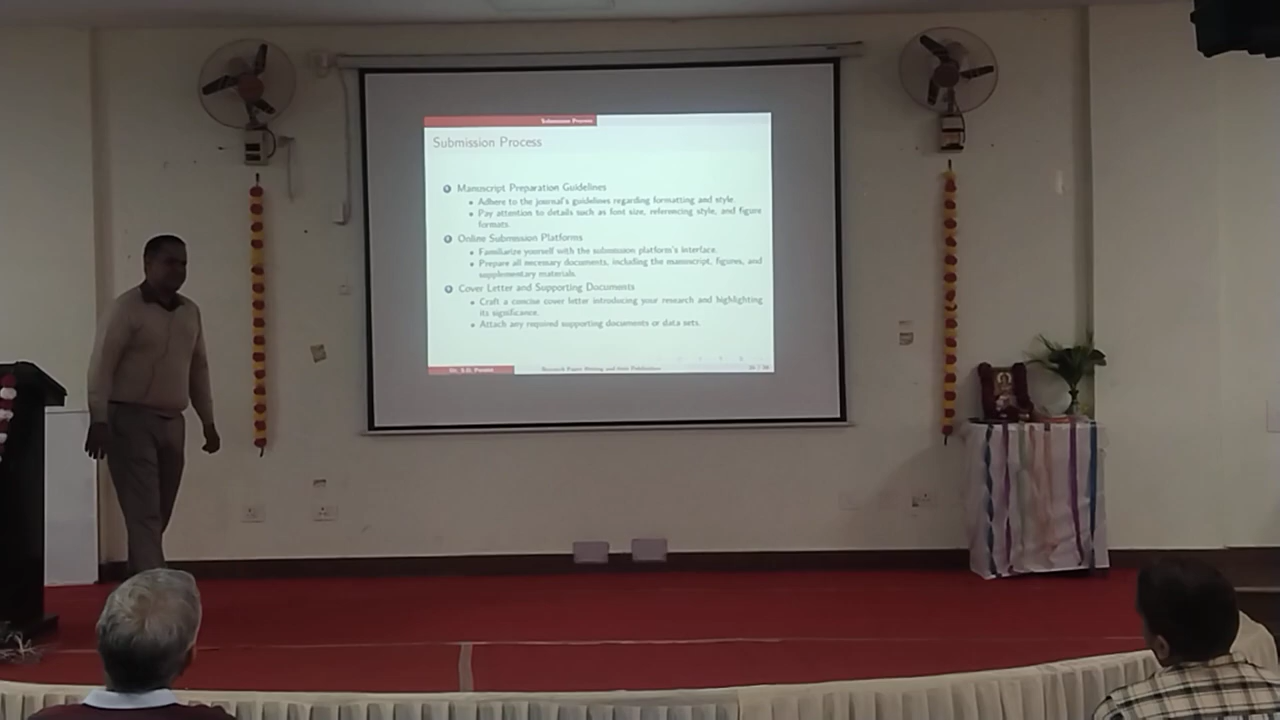 Submission Process
Submission Process
Manuscript Preparation Guidelines
Adhere to the journal's guidelines regarding formatting and style.
Pay attention to details such as font size, referencing style, and figure
formats.
Online Submission Platforms
Familiarize yourself with the submission platform's interface.
Prepare all necessary documents, including the manuscript, figures, and
supplementary materials.
Cover Letter and Supporting Documents
Craft a concise cover letter introducing your research and highlighting
its significance.
Attach any required supporting documents or data sets.
Dr. S.D.
Research Paper Writing and